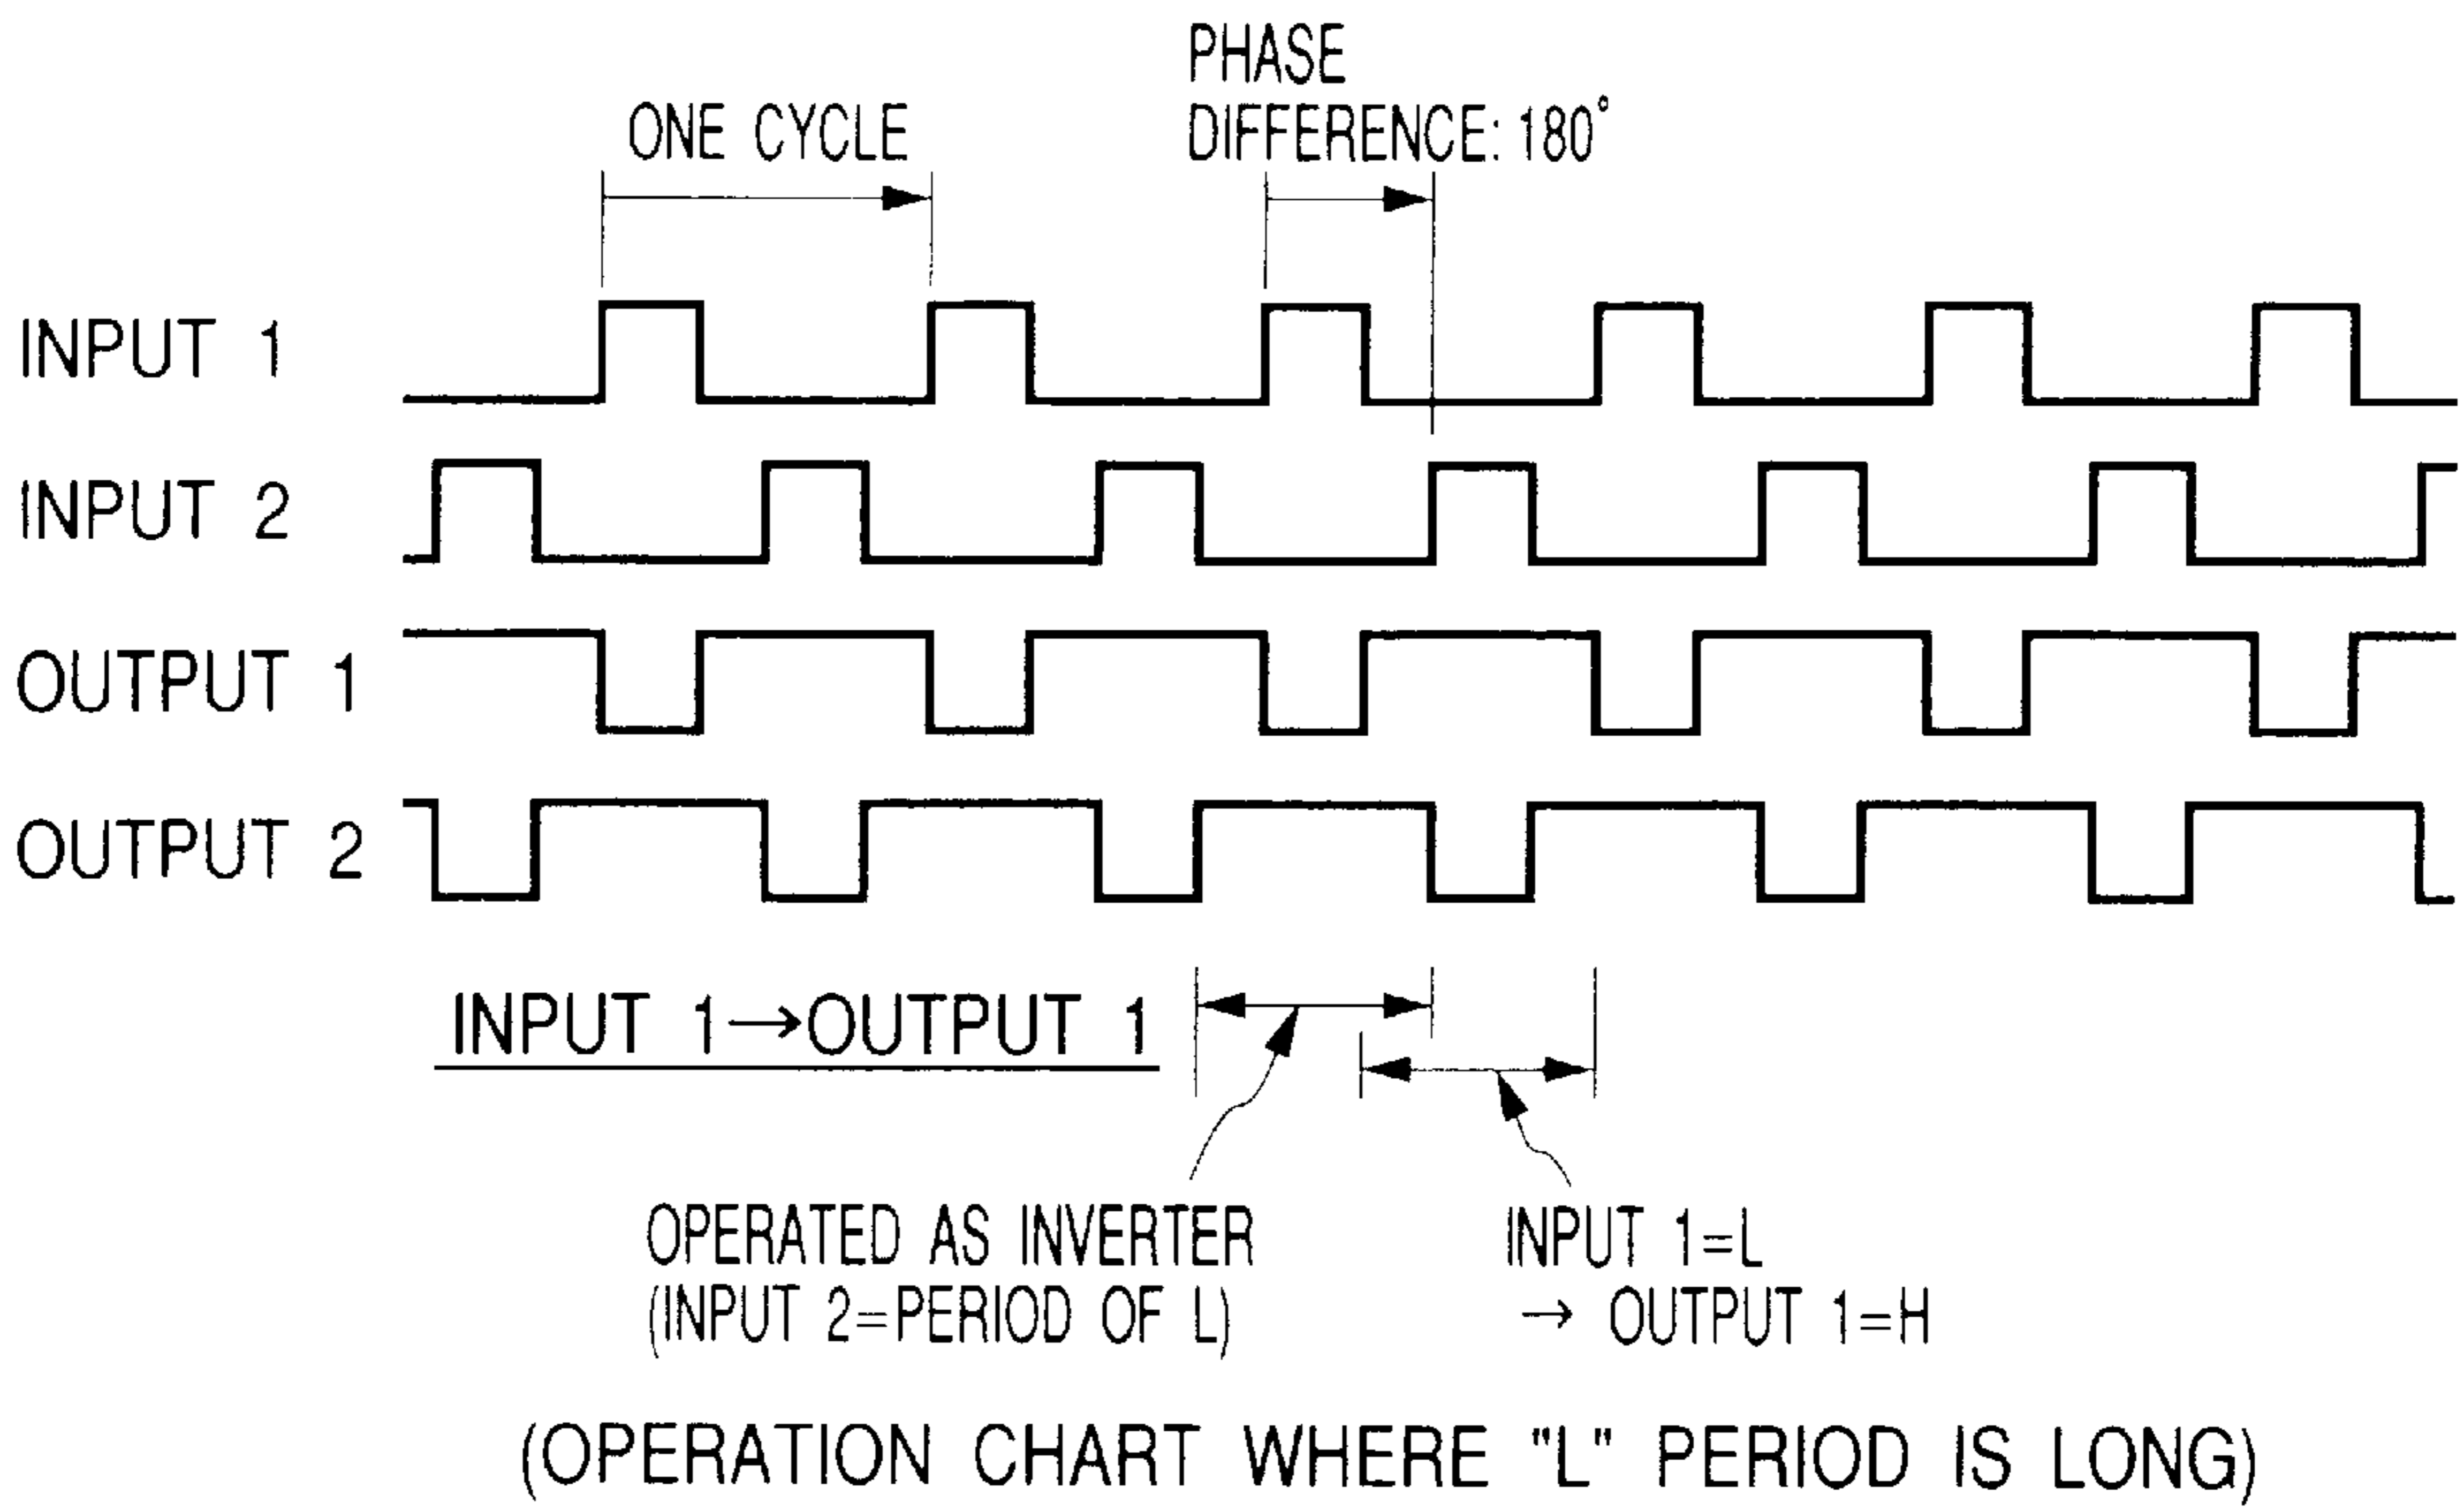 PHASE
DIFFERENCE: 180°
ONE CYCLE
INPUT 1
INPUT 2
OUTPUT 1
OUTPUT 2
INPUT 1→OUTPUT 1
OPERATED AS INVERTER
(INPUT 2=PERIOD OF L)
INPUT 1=L
→ OUTPUT 1=H
(OPERATION CHART WHERE "L" PERIOD IS LONG)